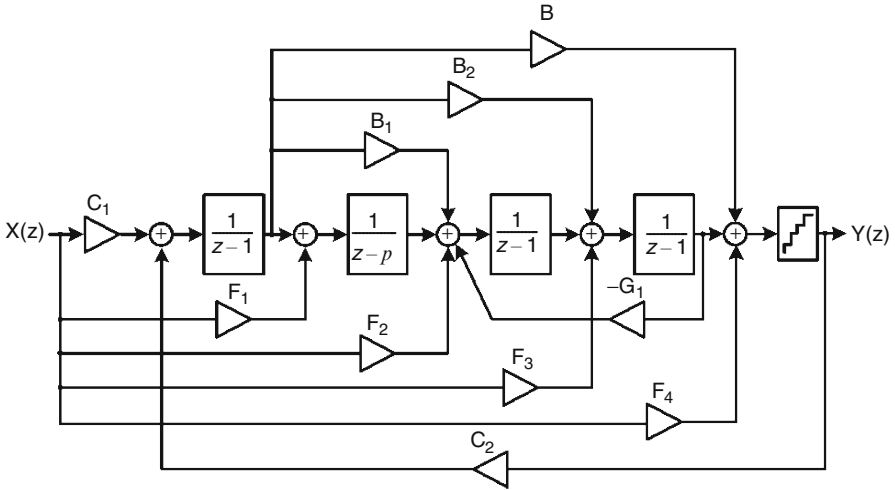 B
B₂
B₁
C₁
X(z)
1
z – 1
1
z – p
1
z – 1
1
z – 1
Y(z)
–G₁
F₁
F₂
F₃
F₄
C₂